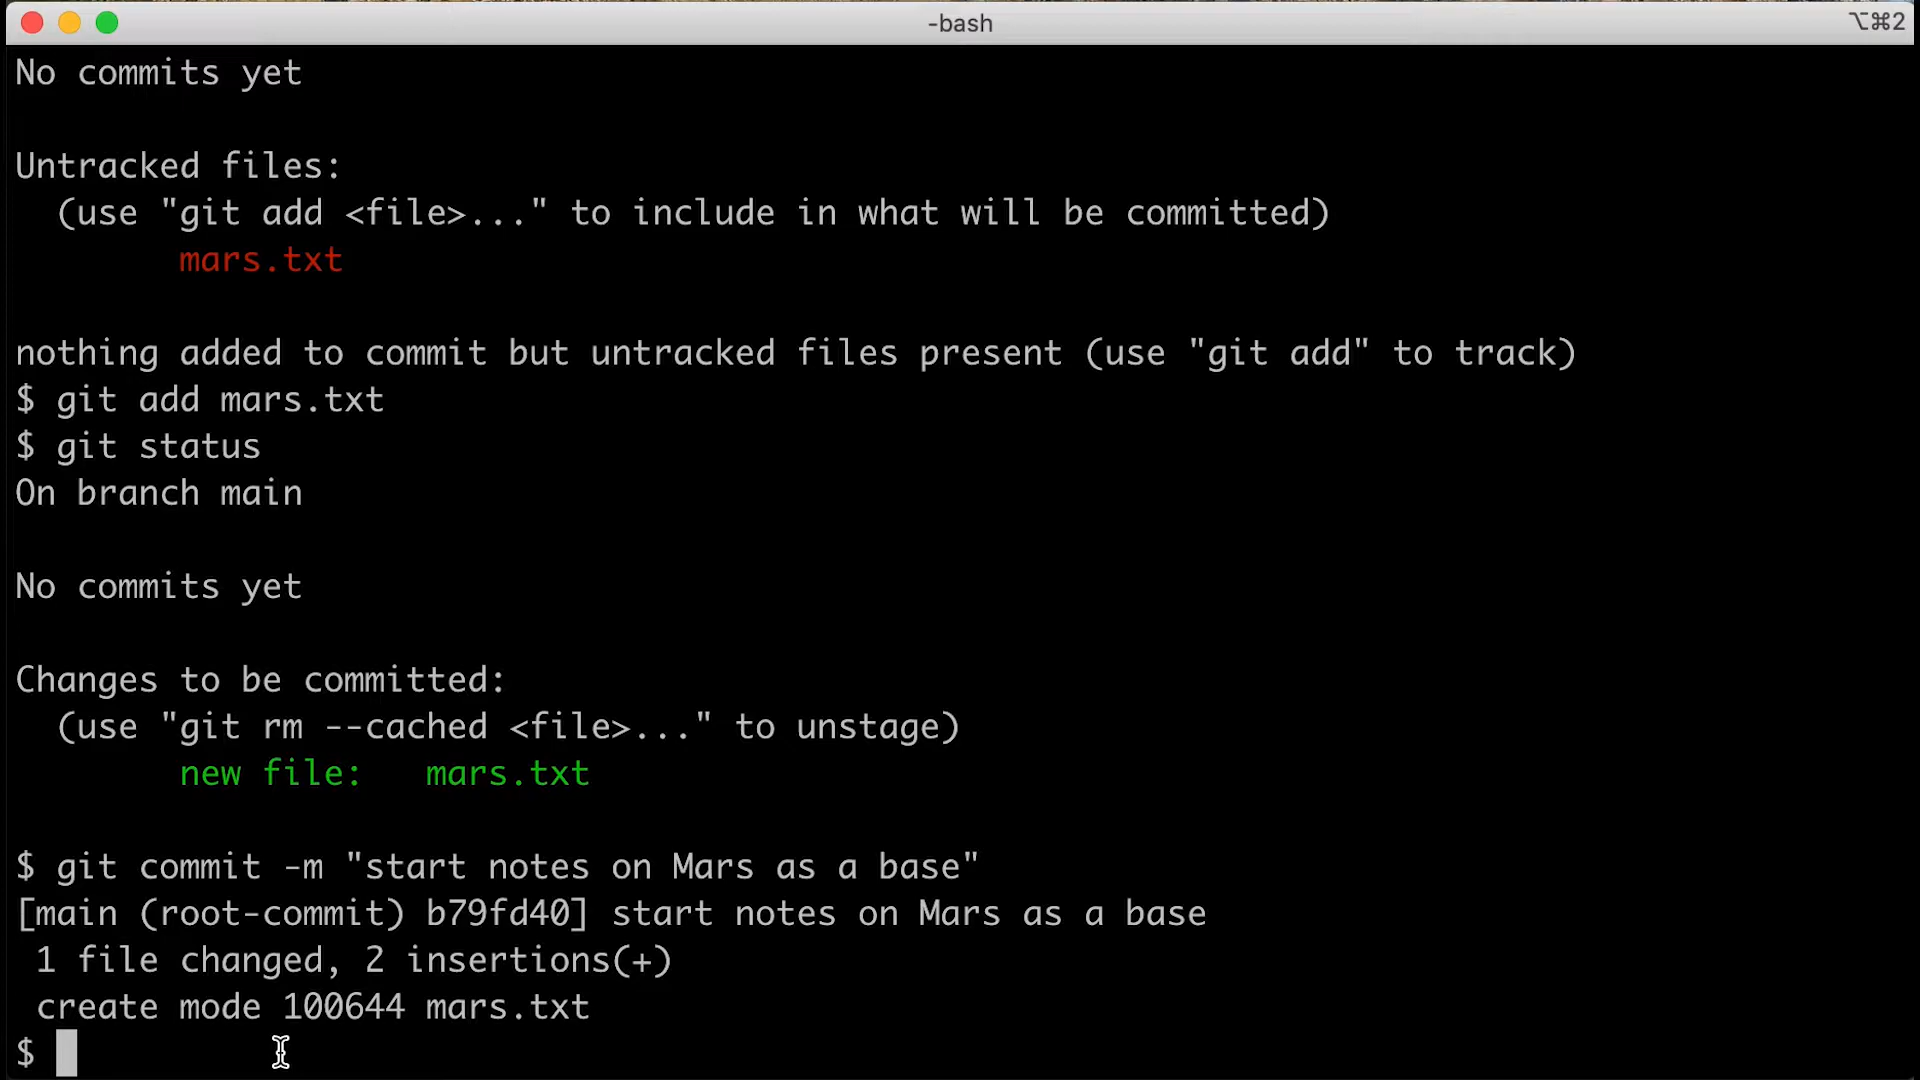 -bash
⌥⌘2
No commits yet
Untracked files:
(use "git add <file>..." to include in what will be committed)
mars.txt
nothing added to commit but untracked files present (use "git add" to track)
$ git add mars.txt
$ git status
On branch main
No commits yet
Changes to be committed:
(use "git rm --cached <file>..." to unstage)
new file:   mars.txt
$ git commit -m "start notes on Mars as a base"
[main (root-commit) b79fd40] start notes on Mars as a base
1 file changed, 2 insertions(+)
create mode 100644 mars.txt
$